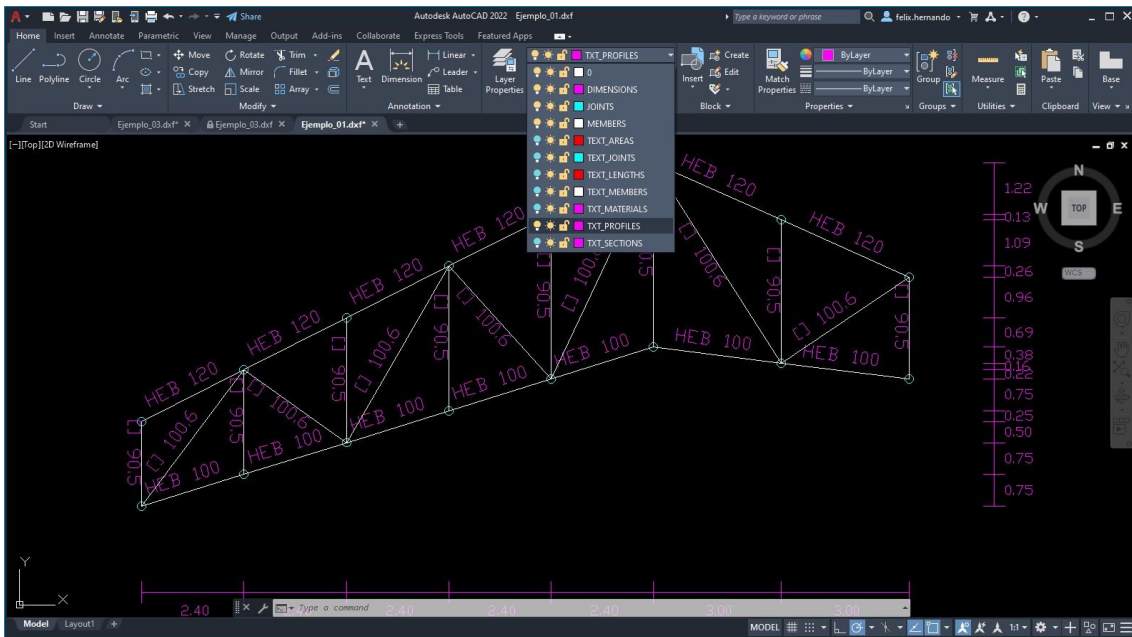 Share
Autodesk AutoCAD 2022 Ejemplo_01.dxf
Type a keyword or phrase
felix.hernando
Home Insert Annotate Parametric View Manage Output Add-ins Collaborate Express Tools Featured Apps
Line Polyline Circle Arc
Move Rotate Trim
Copy Mirror Fillet
Stretch Scale Array
Text Dimension
Linear
Leader
Table
Layer Properties
TXT_PROFILES
0
DIMENSIONS
JOINTS
MEMBERS
TEXT_AREAS
TEXT_JOINTS
TEXT_LENGTHS
TEXT_MEMBERS
TXT_MATERIALS
TXT_PROFILES
TXT_SECTIONS
Insert
Create
Edit
Match Properties
ByLayer
ByLayer
ByLayer
Group
Measure
Paste
Base
Draw Modify Annotation Block Properties Groups Utilities Clipboard View
Start Ejemplo_03.dxf* Ejemplo_03.dxf Ejemplo_01.dxf*
[−][Top][2D Wireframe]
N
W TOP E
S
WCS
HEB 120
HEB 120
HEB 120
HEB 120
HEB 120
HEB 120
[] 90.5
[] 100.6
[] 90.5
[] 100.6
[] 90.5
[] 100.6
[] 90.5
[] 100.6
90.5
[] 100.6
0.5
100.6
[] 100.6
[] 90.5
HEB 100
HEB 100
HEB 100
HEB 100
HEB 100
HEB 100
HEB 100
1.22
0.13
1.09
0.26
0.96
0.69
0.38
0.16
0.22
0.75
0.25
0.50
0.75
0.75
Y
X
2.40 2.40 2.40 2.40 3.00 3.00
Type a command
Model Layout1 +
MODEL 1:1